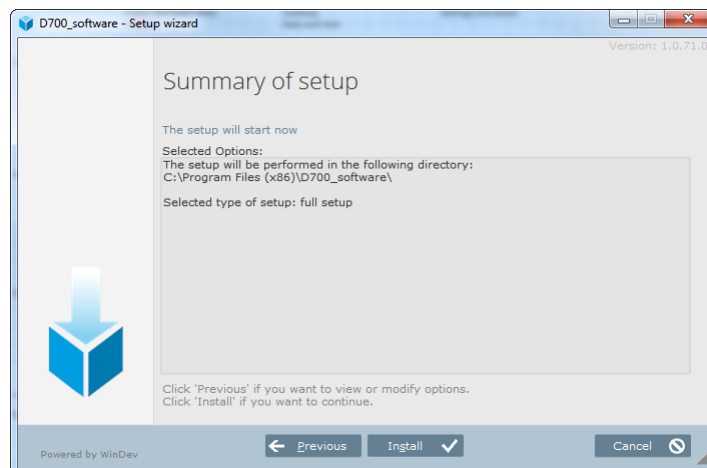 D700_software - Setup wizard
Version: 1.0.71.0
Summary of setup
The setup will start now
Selected Options:
The setup will be performed in the following directory:
C:\Program Files (x86)\D700_software\
Selected type of setup: full setup
Click 'Previous' if you want to view or modify options.
Click 'Install' if you want to continue.
Powered by WinDev
Previous
Install
Cancel